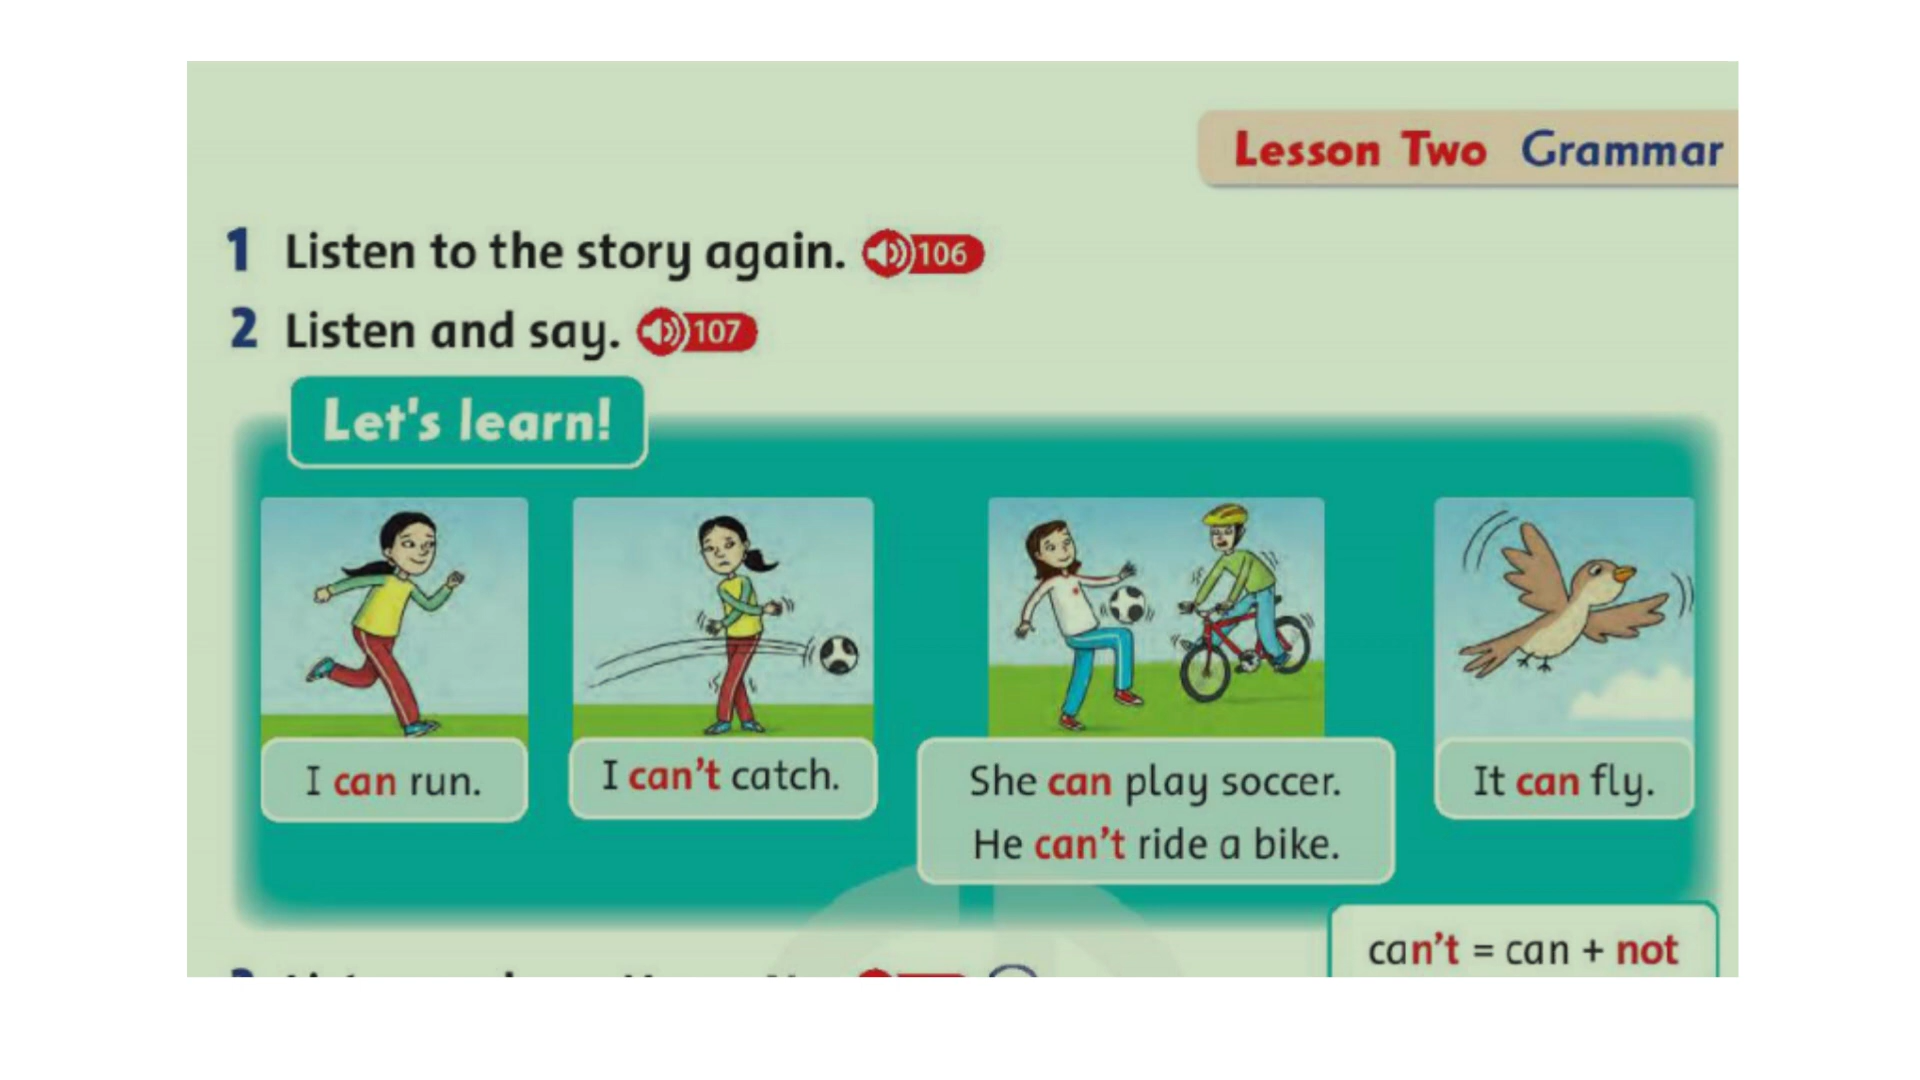 Lesson Two Grammar
1 Listen to the story again. 106
2 Listen and say. 107
Let's learn!
I can run.
I can't catch.
She can play soccer.
He can't ride a bike.
It can fly.
can't = can + not